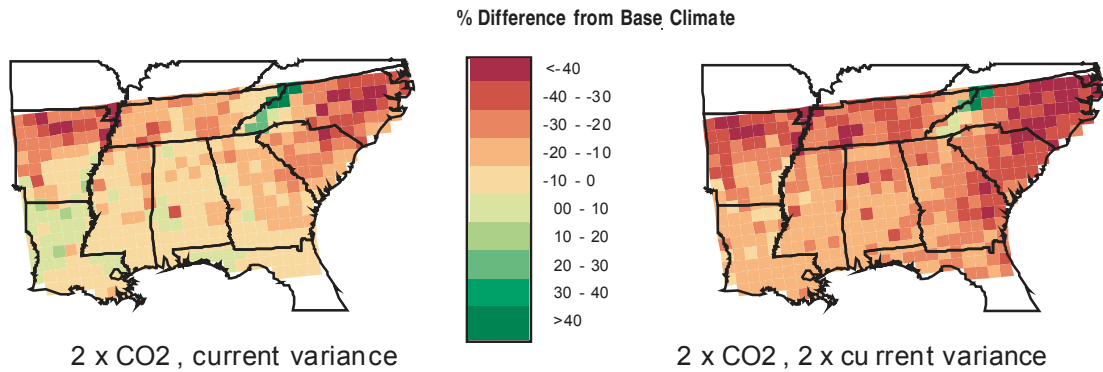 % Difference from Base Climate
<-40
-40 - -30
-30 - -20
-20 - -10
-10 - 0
00 - 10
10 - 20
20 - 30
30 - 40
>40
2 x CO2 , current variance
2 x CO2 , 2 x cu rrent variance